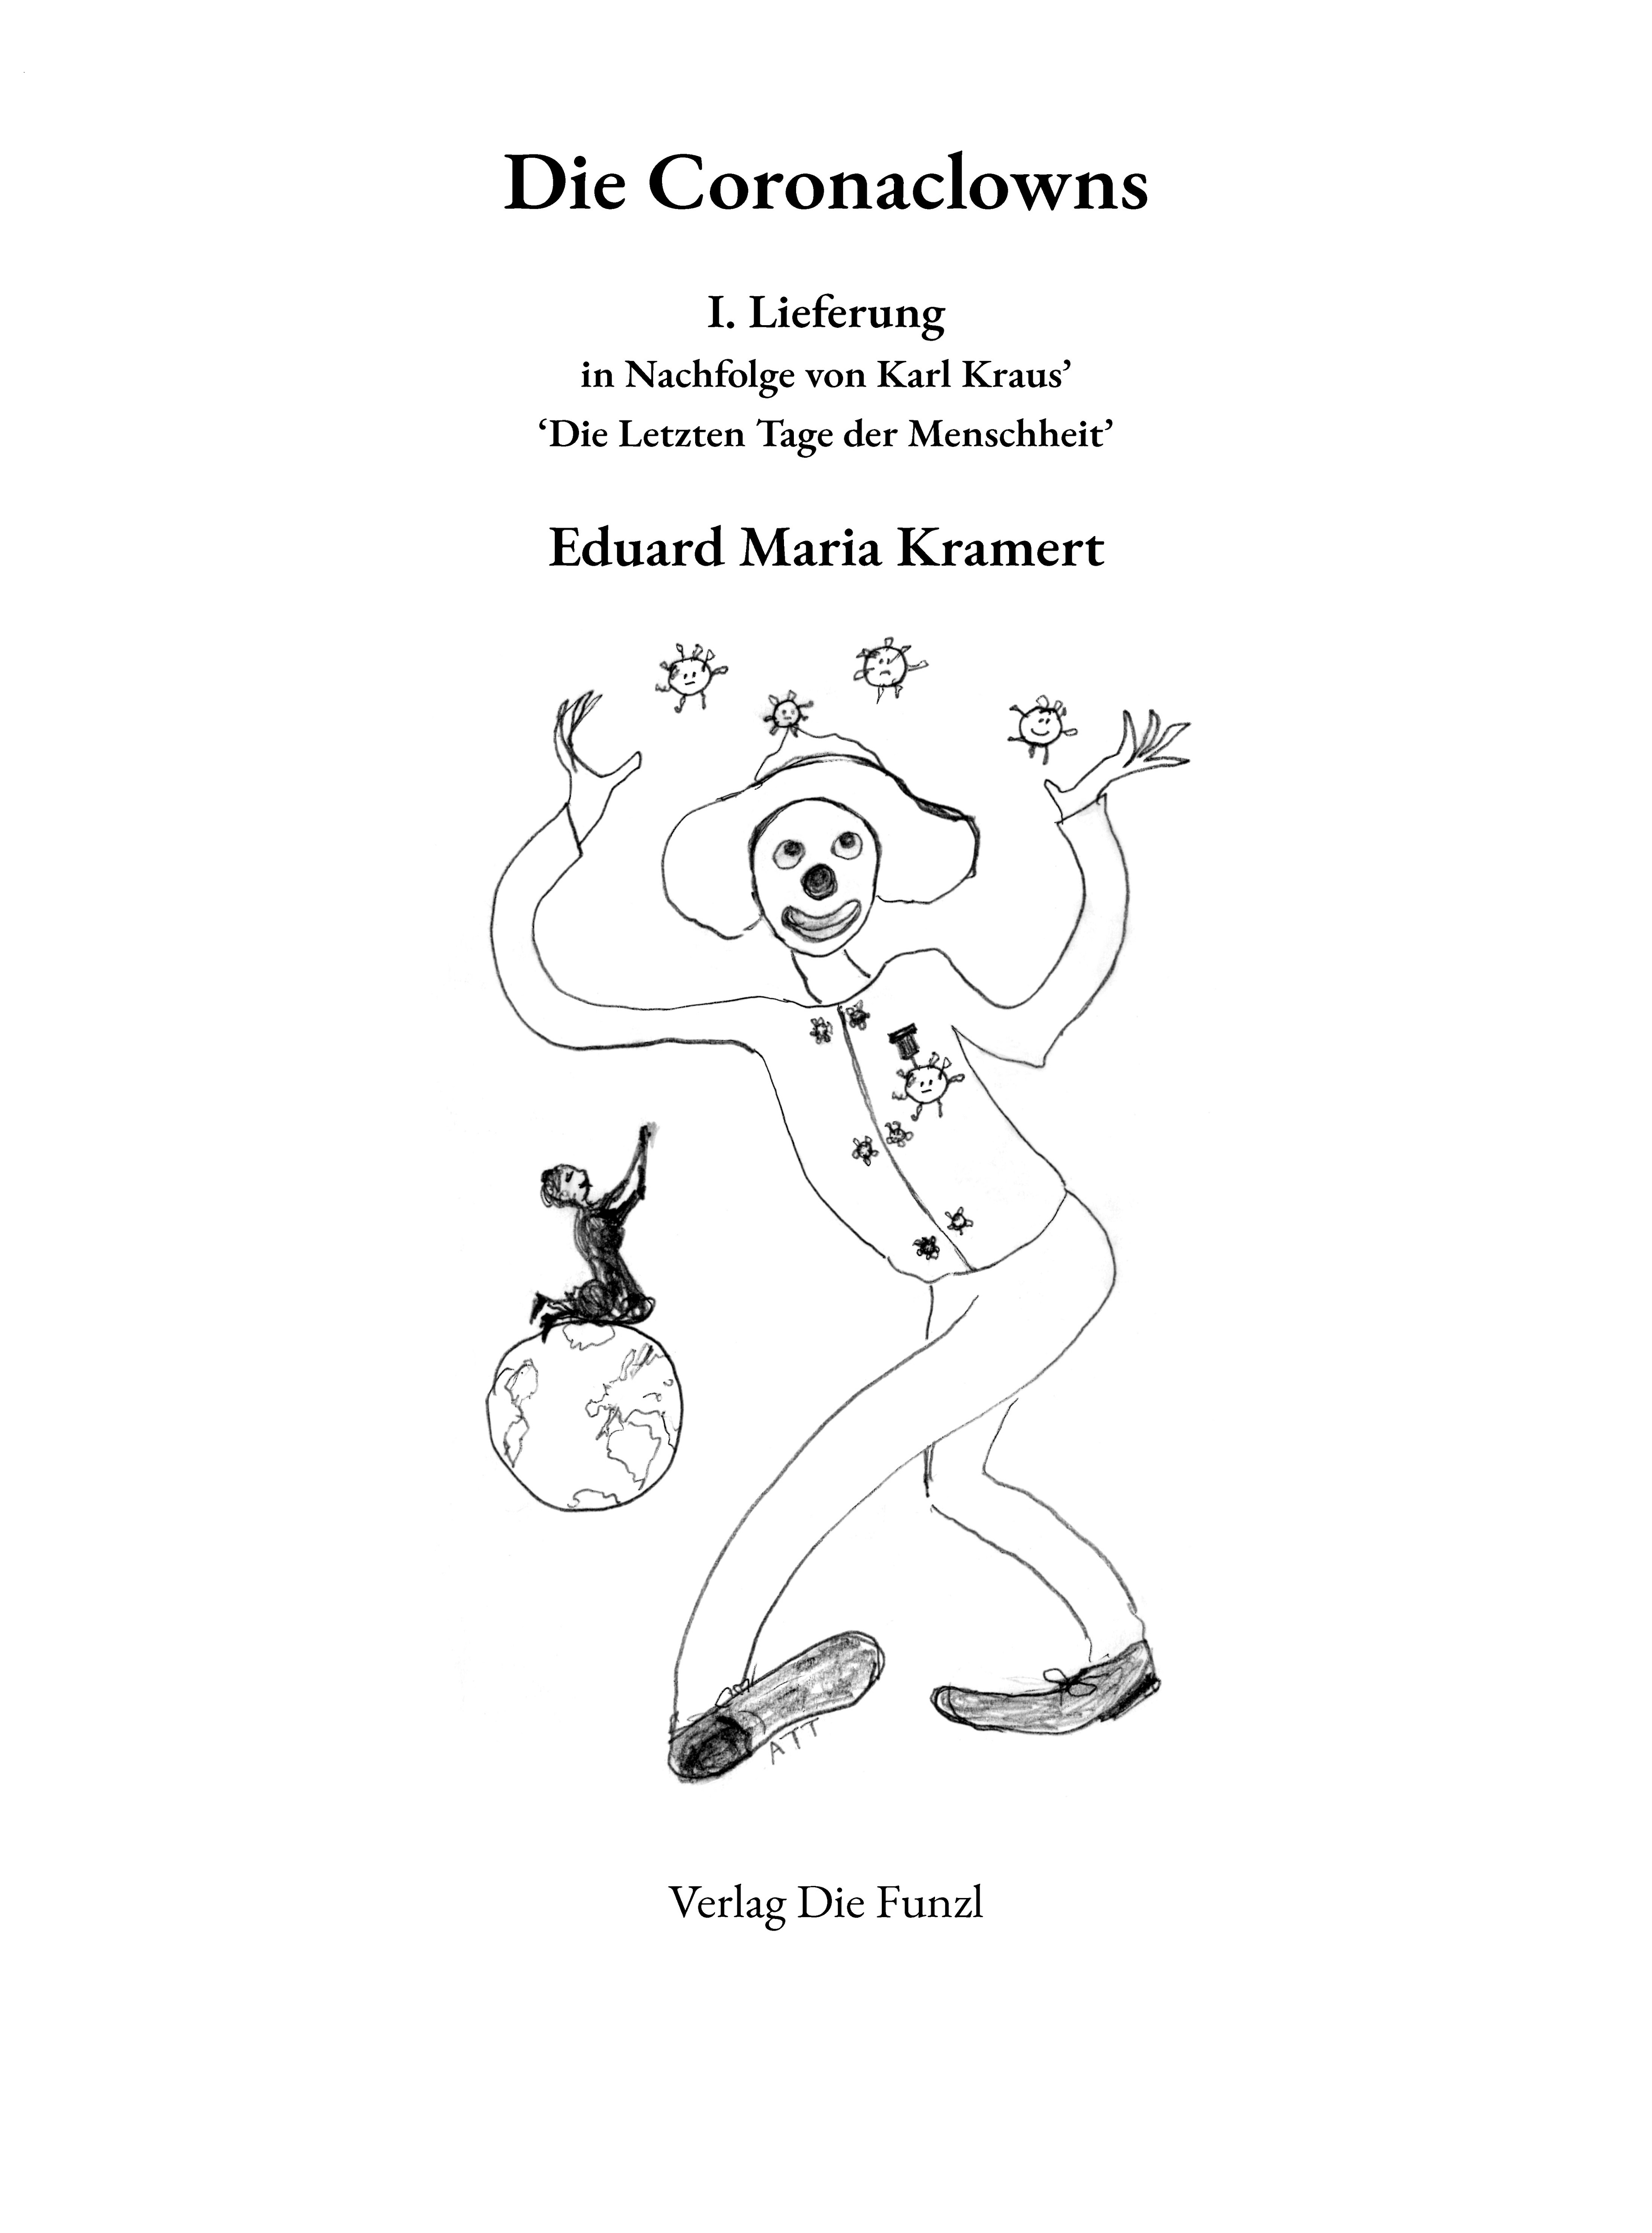 Die Coronaclowns
I. Lieferung
in Nachfolge von Karl Kraus’
‘Die Letzten Tage der Menschheit’
Eduard Maria Kramert
ATT
Verlag Die Funzl